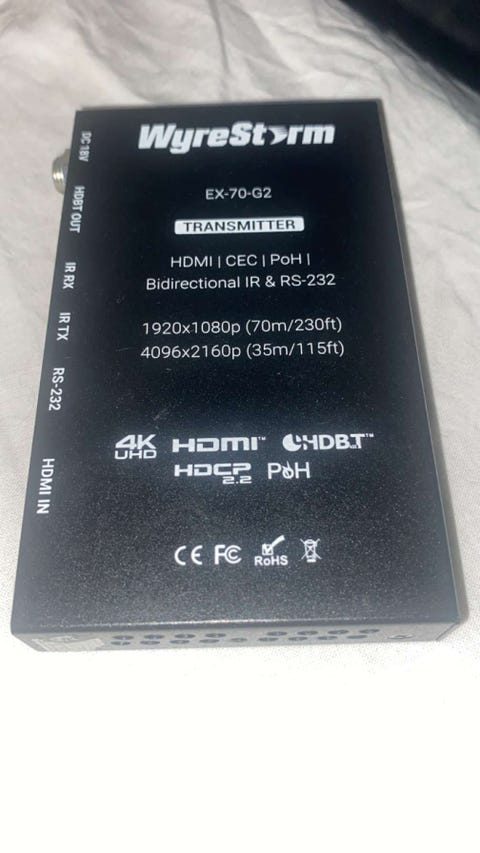 WyreStorm
EX-70-G2
TRANSMITTER
HDMI | CEC | PoH |
Bidirectional IR & RS-232
1920x1080p (70m/230ft)
4096x2160p (35m/115ft)
4K UHD HDMI™ HDBT™
HDCP 2.2 PoH
CE FC RoHS
DC 18V
HDBT OUT
IR RX
IR TX
RS-232
HDMI IN